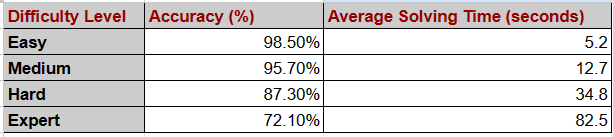 Difficulty Level Accuracy (%) Average Solving Time (seconds)
Easy 98.50% 5.2
Medium 95.70% 12.7
Hard 87.30% 34.8
Expert 72.10% 82.5